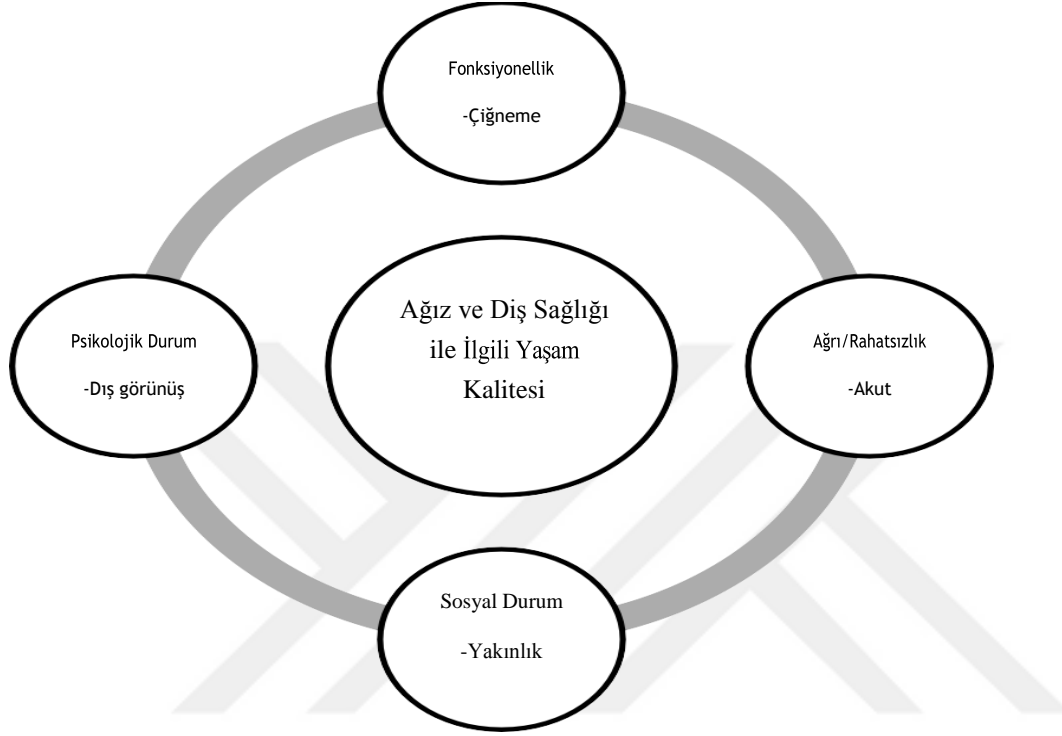 Fonksiyonellik
-Çiğneme
Psikolojik Durum
-Dış görünüş
Ağız ve Diş Sağlığı
ile İlgili Yaşam
Kalitesi
Ağrı/Rahatsızlık
-Akut
Sosyal Durum
-Yakınlık